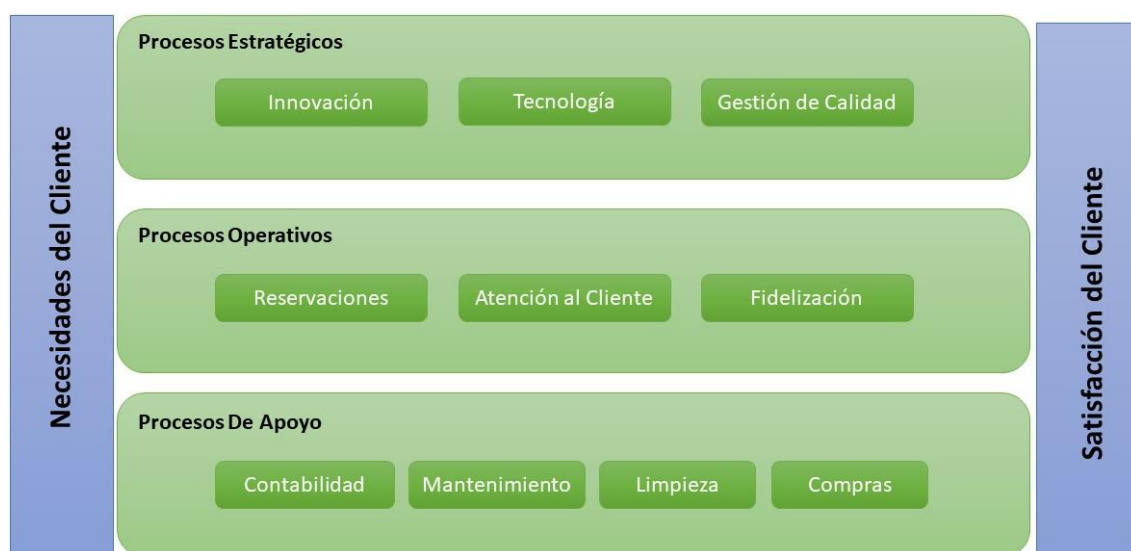 Necesidades del Cliente
Procesos Estratégicos
Innovación
Tecnología
Gestión de Calidad
Procesos Operativos
Reservaciones
Atención al Cliente
Fidelización
Procesos De Apoyo
Contabilidad
Mantenimiento
Limpieza
Compras
Satisfacción del Cliente